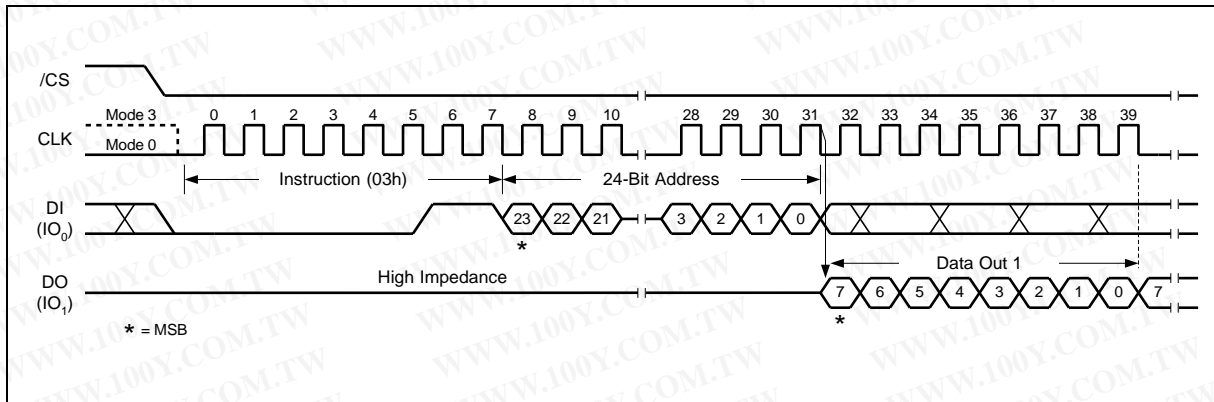 /CS
Mode 3
0 1 2 3 4 5 6 7 8 9 10 28 29 30 31 32 33 34 35 36 37 38 39
CLK
Mode 0
Instruction (03h) 24-Bit Address
DI
(IO0)
23 22 21 3 2 1 0
*
High Impedance
Data Out 1
DO
(IO1)
7 6 5 4 3 2 1 0 7
*
* = MSB
WWW.100Y.COM.TW